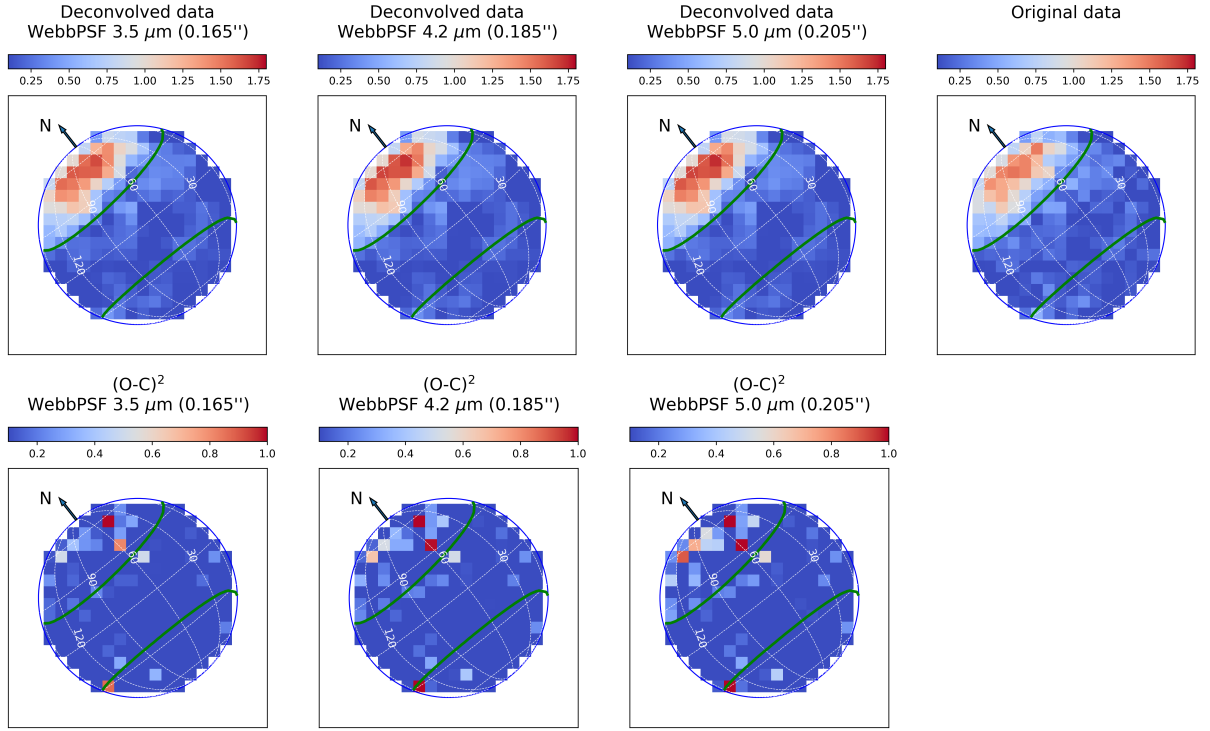 Deconvolved data
WebbPSF 3.5 μm (0.165'')
Deconvolved data
WebbPSF 4.2 μm (0.185'')
Deconvolved data
WebbPSF 5.0 μm (0.205'')
Original data
0.25 0.50 0.75 1.00 1.25 1.50 1.75
0.25 0.50 0.75 1.00 1.25 1.50 1.75
0.25 0.50 0.75 1.00 1.25 1.50 1.75
0.25 0.50 0.75 1.00 1.25 1.50 1.75
N
30
60
90
120
N
30
60
90
120
N
30
60
90
120
N
30
60
90
120
(O-C)²
WebbPSF 3.5 μm (0.165'')
(O-C)²
WebbPSF 4.2 μm (0.185'')
(O-C)²
WebbPSF 5.0 μm (0.205'')
0.2 0.4 0.6 0.8 1.0
0.2 0.4 0.6 0.8 1.0
0.2 0.4 0.6 0.8 1.0
N
30
60
90
120
N
30
60
90
120
N
30
60
90
120